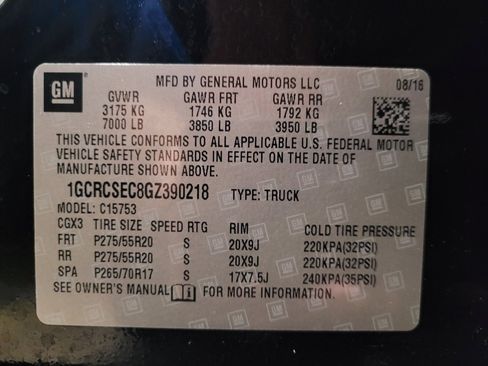 GM
MFD BY GENERAL MOTORS LLC
08/16
GVWR GAWR FRT GAWR RR
3175 KG 1746 KG 1792 KG
7000 LB 3850 LB 3950 LB
THIS VEHICLE CONFORMS TO ALL APPLICABLE U.S. FEDERAL MOTOR
VEHICLE SAFETY STANDARDS IN EFFECT ON THE DATE OF
MANUFACTURE SHOWN ABOVE.
1GCRCSEC8GZ390218 TYPE: TRUCK
MODEL: C15753
CGX3 TIRE SIZE SPEED RTG RIM COLD TIRE PRESSURE
FRT P275/55R20 S 20X9J 220KPA(32PSI)
RR P275/55R20 S 20X9J 220KPA(32PSI)
SPA P265/70R17 S 17X7.5J 240KPA(35PSI)
SEE OWNER'S MANUAL FOR MORE INFORMATION.